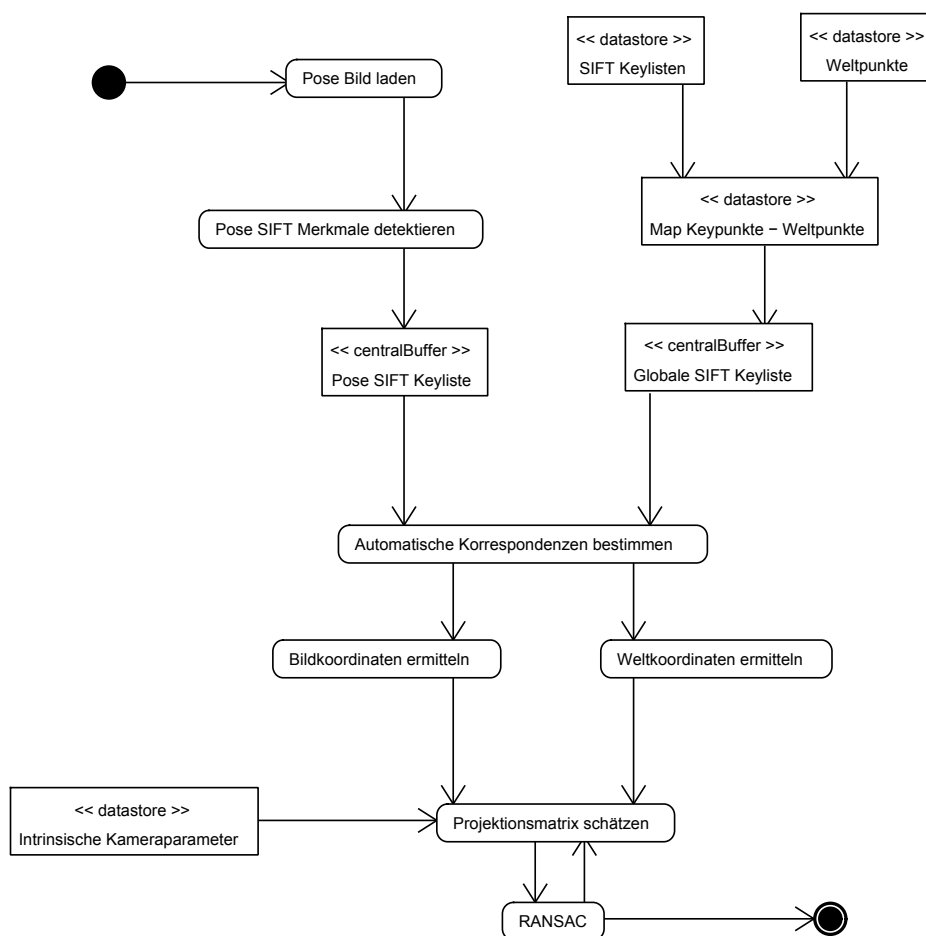 << datastore >>
SIFT Keylisten
<< datastore >>
Weltpunkte
Pose Bild laden
<< datastore >>
Map Keypunkte − Weltpunkte
Pose SIFT Merkmale detektieren
<< centralBuffer >>
Pose SIFT Keyliste
<< centralBuffer >>
Globale SIFT Keyliste
Automatische Korrespondenzen bestimmen
Bildkoordinaten ermitteln
Weltkoordinaten ermitteln
<< datastore >>
Intrinsische Kameraparameter
Projektionsmatrix schätzen
RANSAC